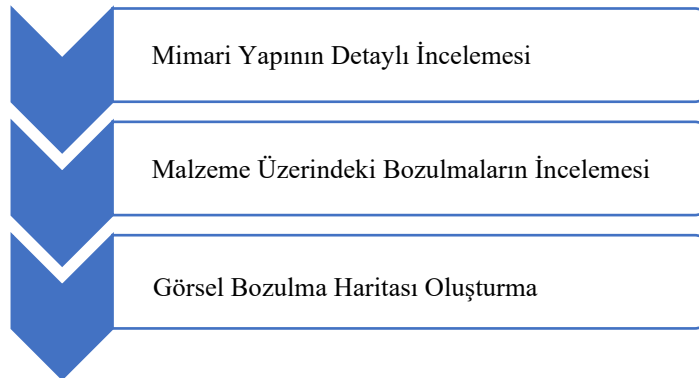 Mimari Yapının Detaylı İncelemesi
Malzeme Üzerindeki Bozulmaların İncelemesi
Görsel Bozulma Haritası Oluşturma